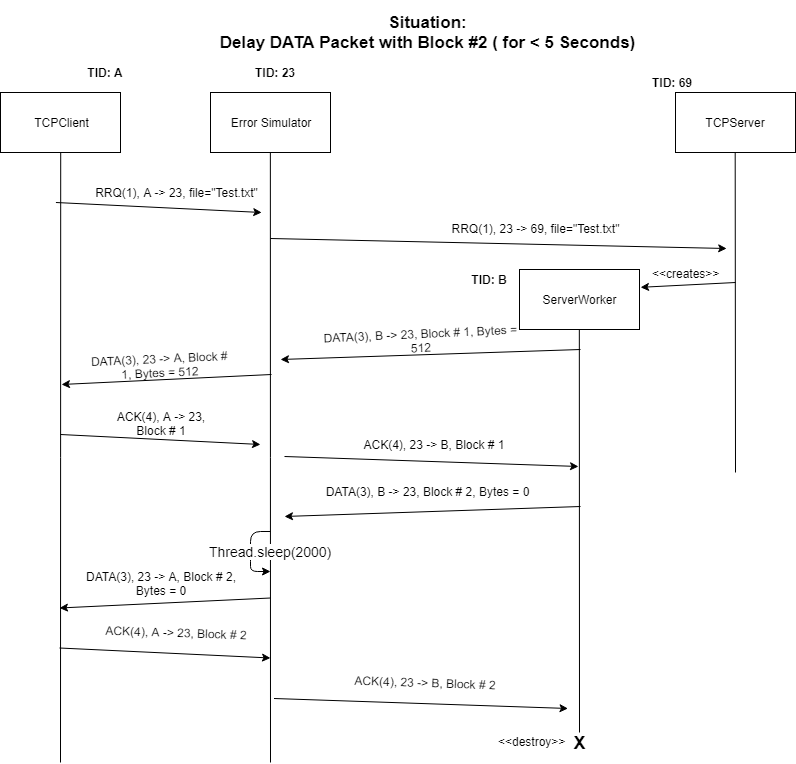 Situation:
Delay DATA Packet with Block #2 ( for < 5 Seconds)
TID: A
TID: 23
TID: 69
TCPClient
Error Simulator
TCPServer
RRQ(1), A -> 23, file="Test.txt"
RRQ(1), 23 -> 69, file="Test.txt"
<<creates>>
TID: B
ServerWorker
DATA(3), B -> 23, Block # 1, Bytes =
512
DATA(3), 23 -> A, Block #
1, Bytes = 512
ACK(4), A -> 23,
Block # 1
ACK(4), 23 -> B, Block # 1
DATA(3), B -> 23, Block # 2, Bytes = 0
Thread.sleep(2000)
DATA(3), 23 -> A, Block # 2,
Bytes = 0
ACK(4), A -> 23, Block # 2
ACK(4), 23 -> B, Block # 2
<<destroy>> X